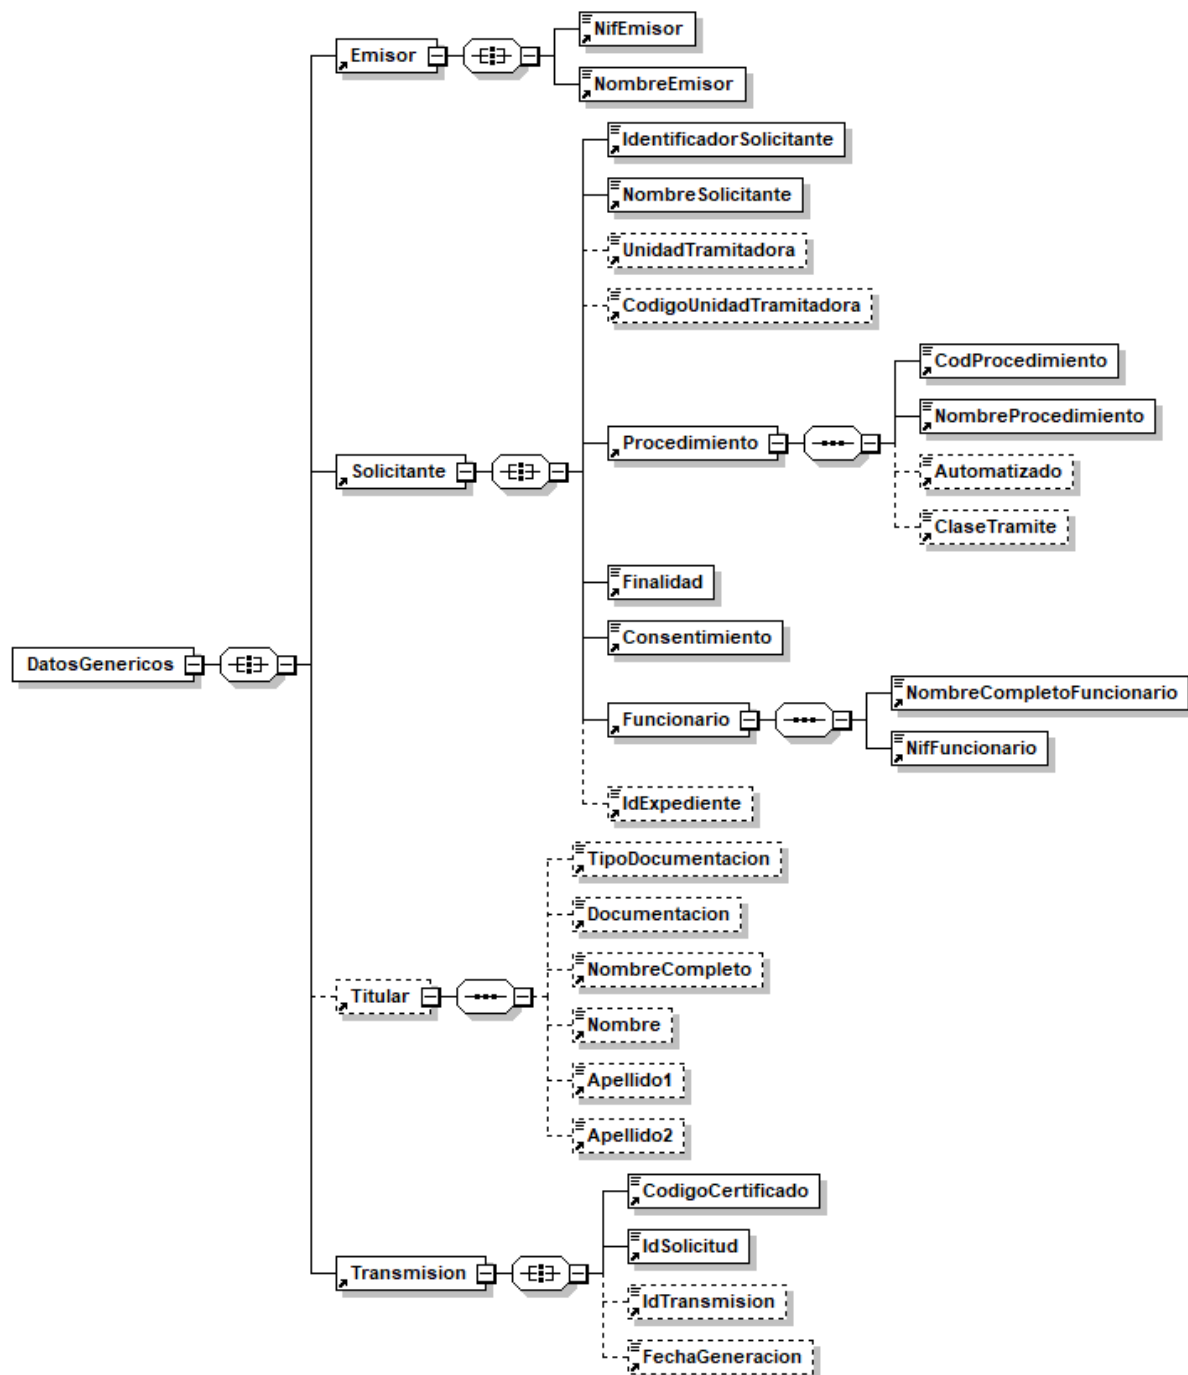 NifEmisor
Emisor
NombreEmisor
IdentificadorSolicitante
NombreSolicitante
UnidadTramitadora
CodigoUnidadTramitadora
CodProcedimiento
NombreProcedimiento
Procedimiento
Solicitante
Automatizado
ClaseTramite
Finalidad
Consentimiento
DatosGenericos
NombreCompletoFuncionario
Funcionario
NifFuncionario
IdExpediente
TipoDocumentacion
Documentacion
NombreCompleto
Titular
Nombre
Apellido1
Apellido2
CodigoCertificado
IdSolicitud
Transmision
IdTransmision
FechaGeneracion